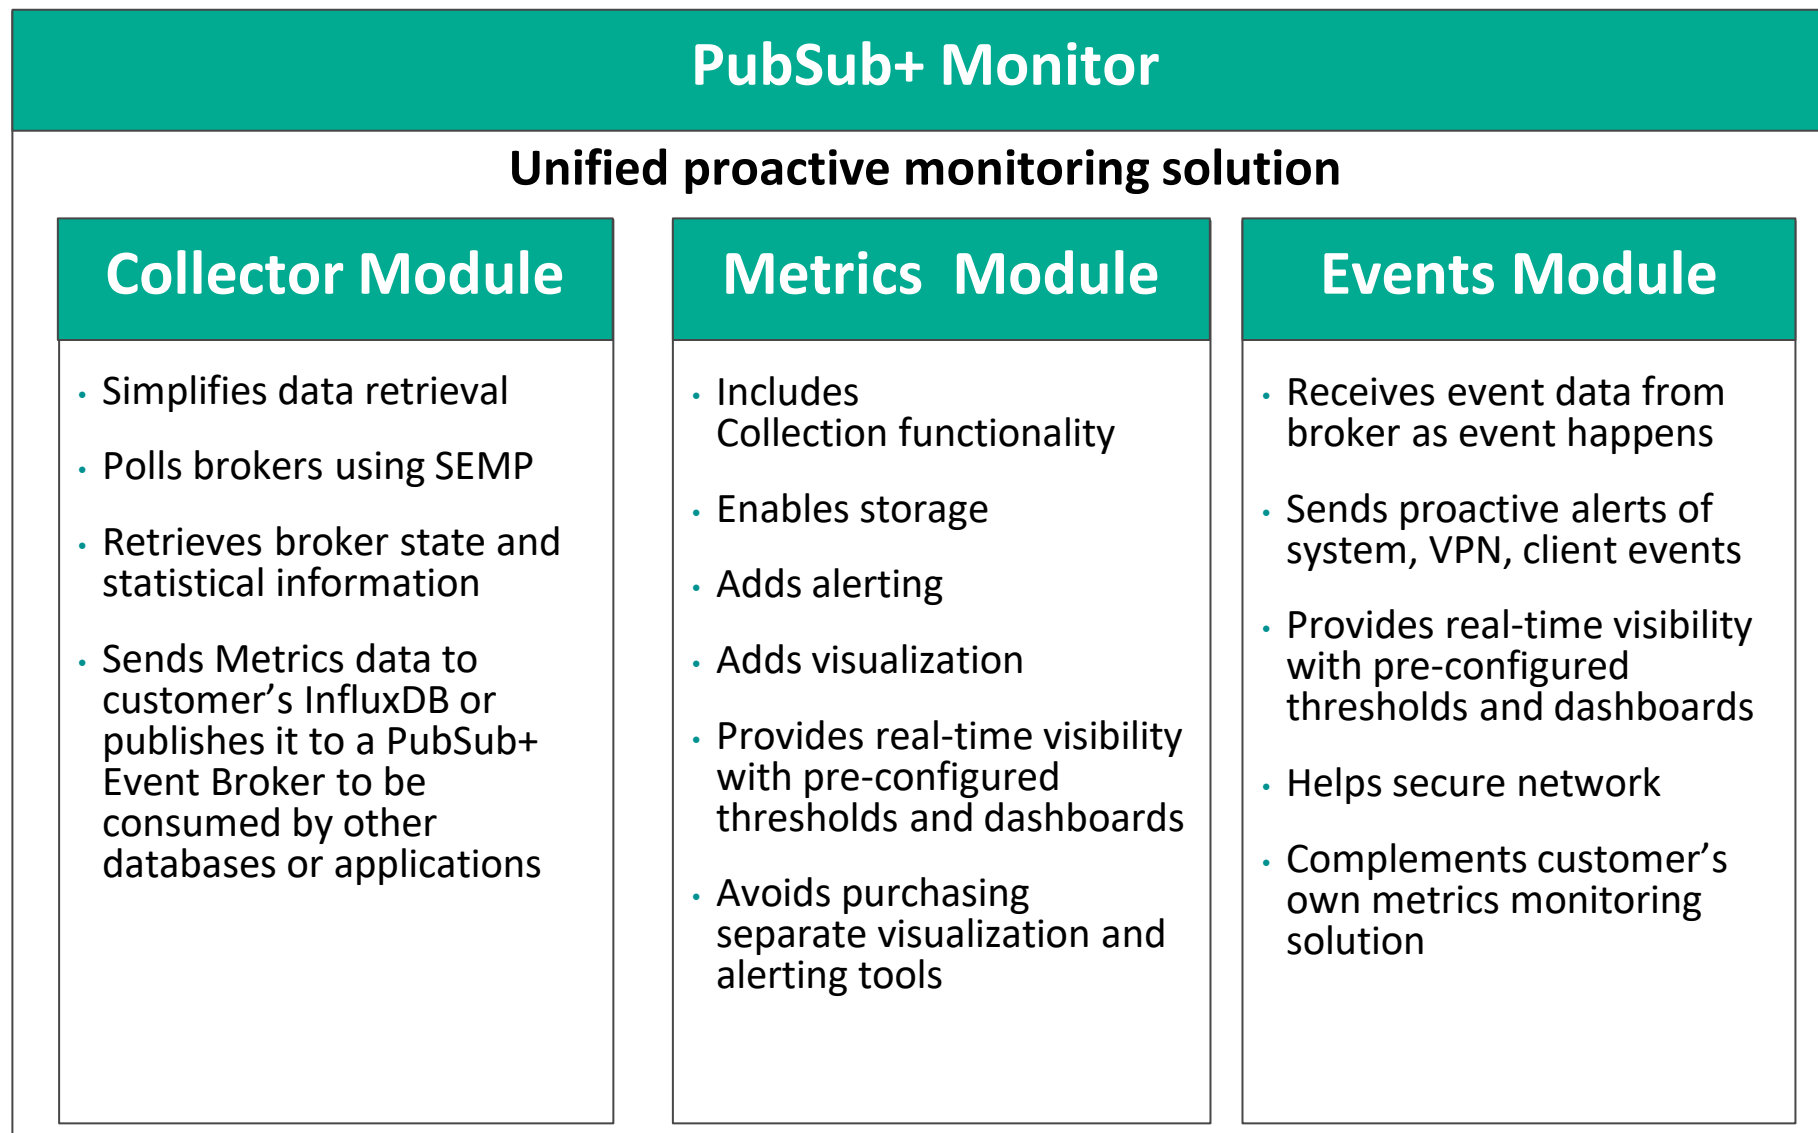 PubSub+ Monitor
Unified proactive monitoring solution
Collector Module
• Simplifies data retrieval
• Polls brokers using SEMP
• Retrieves broker state and
statistical information
• Sends Metrics data to
customer’s InfluxDB or
publishes it to a PubSub+
Event Broker to be
consumed by other
databases or applications
Metrics Module
• Includes
Collection functionality
• Enables storage
• Adds alerting
• Adds visualization
• Provides real-time visibility
with pre-configured
thresholds and dashboards
• Avoids purchasing
separate visualization and
alerting tools
Events Module
• Receives event data from
broker as event happens
• Sends proactive alerts of
system, VPN, client events
• Provides real-time visibility
with pre-configured
thresholds and dashboards
• Helps secure network
• Complements customer’s
own metrics monitoring
solution